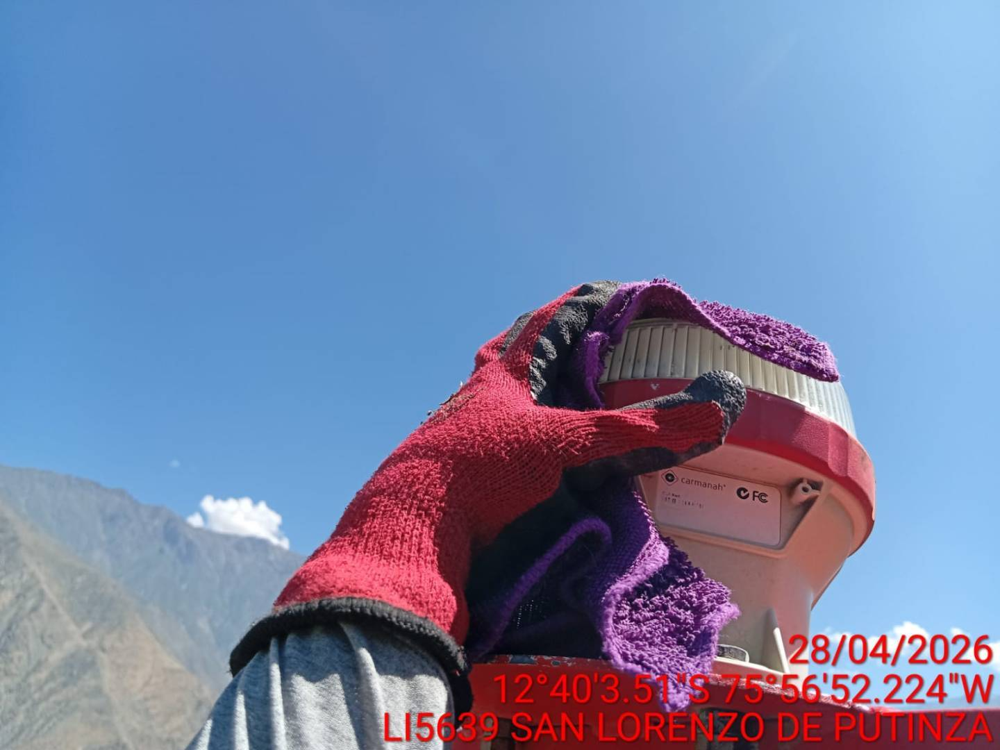 carmanah
FC
28/04/2026
12°40'3.51"S 75°56'52.224"W
LI5639 SAN LORENZO DE PUTINZA